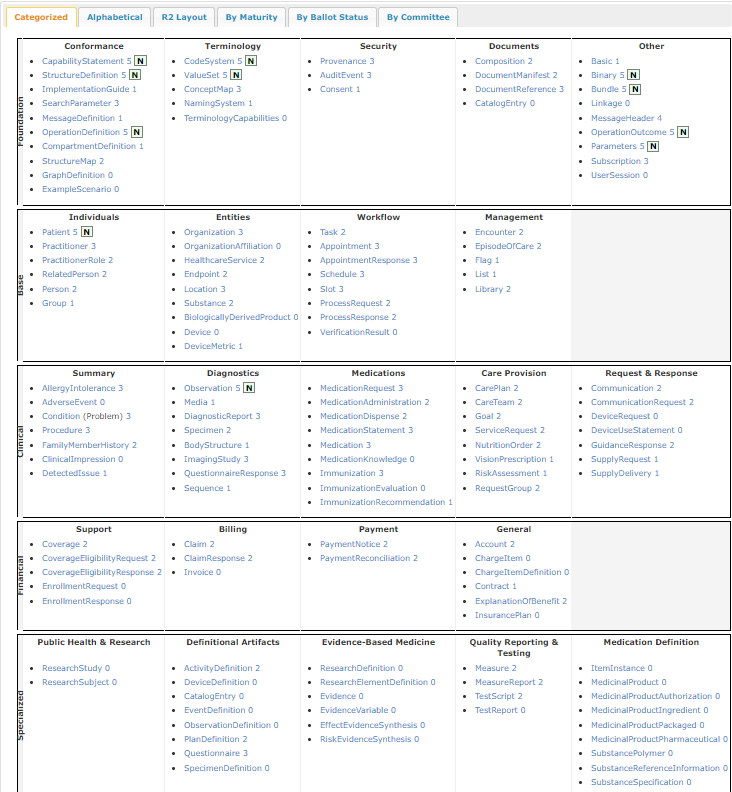 Categorized
Alphabetical
R2 Layout
By Maturity
By Ballot Status
By Committee
Foundation
Conformance
CapabilityStatement 5 N
StructureDefinition 5 N
ImplementationGuide 1
SearchParameter 3
MessageDefinition 1
OperationDefinition 5 N
CompartmentDefinition 1
StructureMap 2
GraphDefinition 0
ExampleScenario 0
Terminology
CodeSystem 5 N
ValueSet 5 N
ConceptMap 3
NamingSystem 1
TerminologyCapabilities 0
Security
Provenance 3
AuditEvent 3
Consent 1
Documents
Composition 2
DocumentManifest 2
DocumentReference 3
CatalogEntry 0
Other
Basic 1
Binary 5 N
Bundle 5 N
Linkage 0
MessageHeader 4
OperationOutcome 5 N
Parameters 5 N
Subscription 3
UserSession 0
Base
Individuals
Patient 5 N
Practitioner 3
PractitionerRole 2
RelatedPerson 2
Person 2
Group 1
Entities
Organization 3
OrganizationAffiliation 0
HealthcareService 2
Endpoint 2
Location 3
Substance 2
BiologicallyDerivedProduct 0
Device 0
DeviceMetric 1
Workflow
Task 2
Appointment 3
AppointmentResponse 3
Schedule 3
Slot 3
ProcessRequest 2
ProcessResponse 2
VerificationResult 0
Management
Encounter 2
EpisodeOfCare 2
Flag 1
List 1
Library 2
Clinical
Summary
AllergyIntolerance 3
AdverseEvent 0
Condition (Problem) 3
Procedure 3
FamilyMemberHistory 2
ClinicalImpression 0
DetectedIssue 1
Diagnostics
Observation 5 N
Media 1
DiagnosticReport 3
Specimen 2
BodyStructure 1
ImagingStudy 3
QuestionnaireResponse 3
Sequence 1
Medications
MedicationRequest 3
MedicationAdministration 2
MedicationDispense 2
MedicationStatement 3
Medication 3
MedicationKnowledge 0
Immunization 3
ImmunizationEvaluation 0
ImmunizationRecommendation 1
Care Provision
CarePlan 2
CareTeam 2
Goal 2
ServiceRequest 2
NutritionOrder 2
VisionPrescription 1
RiskAssessment 1
RequestGroup 2
Request & Response
Communication 2
CommunicationRequest 2
DeviceRequest 0
DeviceUseStatement 0
GuidanceResponse 2
SupplyRequest 1
SupplyDelivery 1
Financial
Support
Coverage 2
CoverageEligibilityRequest 2
CoverageEligibilityResponse 2
EnrollmentRequest 0
EnrollmentResponse 0
Billing
Claim 2
ClaimResponse 2
Invoice 0
Payment
PaymentNotice 2
PaymentReconciliation 2
General
Account 2
ChargeItem 0
ChargeItemDefinition 0
Contract 1
ExplanationOfBenefit 2
InsurancePlan 0
Specialized
Public Health & Research
ResearchStudy 0
ResearchSubject 0
Definitional Artifacts
ActivityDefinition 2
DeviceDefinition 0
CatalogEntry 0
EventDefinition 0
ObservationDefinition 0
PlanDefinition 2
Questionnaire 3
SpecimenDefinition 0
Evidence-Based Medicine
ResearchDefinition 0
ResearchElementDefinition 0
Evidence 0
EvidenceVariable 0
EffectEvidenceSynthesis 0
RiskEvidenceSynthesis 0
Quality Reporting &
Testing
Measure 2
MeasureReport 2
TestScript 2
TestReport 0
Medication Definition
ItemInstance 0
MedicinalProduct 0
MedicinalProductAuthorization 0
MedicinalProductIngredient 0
MedicinalProductPackaged 0
MedicinalProductPharmaceutical 0
SubstancePolymer 0
SubstanceReferenceInformation 0
SubstanceSpecification 0